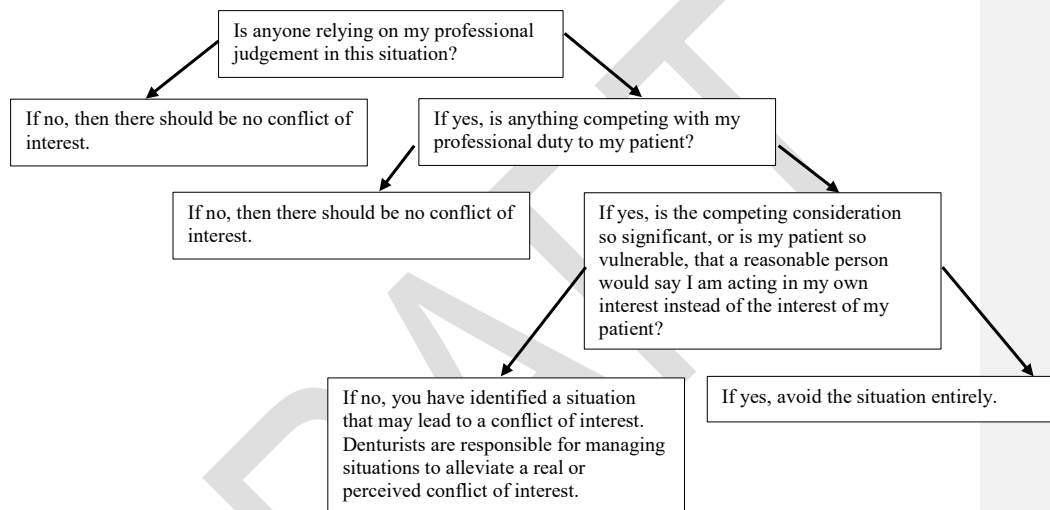 Is anyone relying on my professional
judgement in this situation?
If no, then there should be no conflict of
interest.
If yes, is anything competing with my
professional duty to my patient?
If no, then there should be no conflict of
interest.
If yes, is the competing consideration
so significant, or is my patient so
vulnerable, that a reasonable person
would say I am acting in my own
interest instead of the interest of my
patient?
If no, you have identified a situation
that may lead to a conflict of interest.
Denturists are responsible for managing
situations to alleviate a real or
perceived conflict of interest.
If yes, avoid the situation entirely.
DRAFT